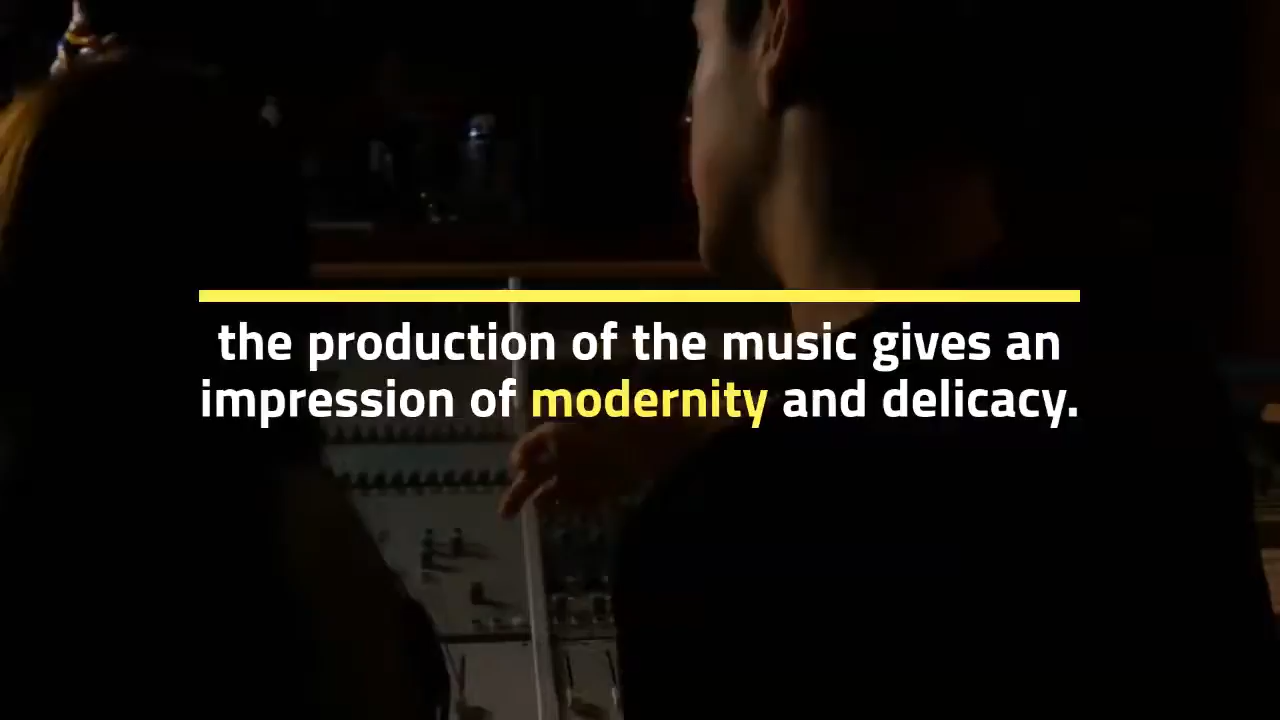 the production of the music gives an
impression of modernity and delicacy.